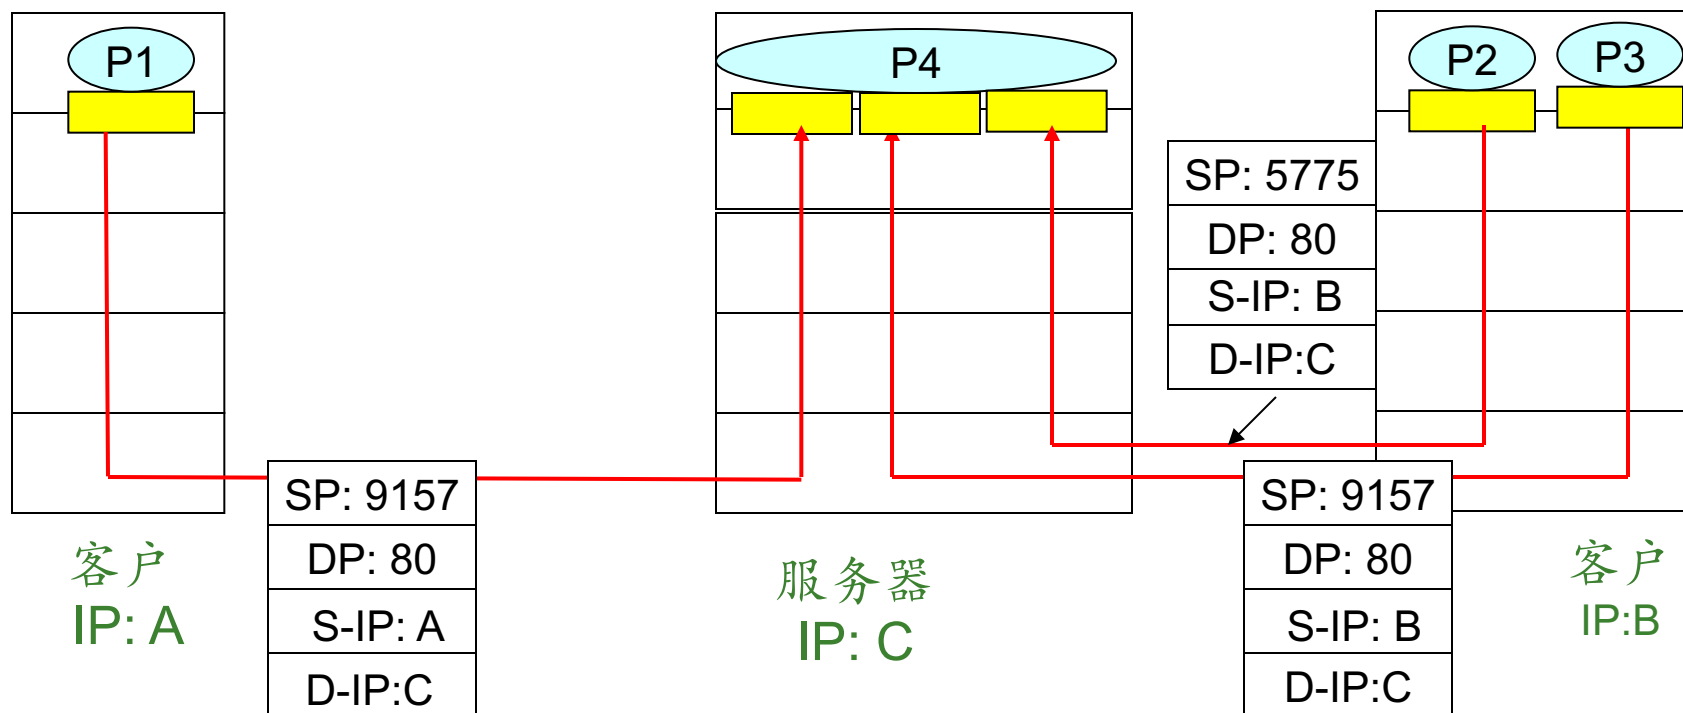 P1
P4
P2
P3
SP: 5775
DP: 80
S-IP: B
D-IP:C
SP: 9157
DP: 80
S-IP: A
D-IP:C
SP: 9157
DP: 80
S-IP: B
D-IP:C
客户
IP: A
服务器
IP: C
客户
IP:B